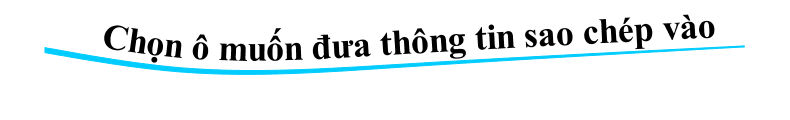 Chọn ô muốn đưa thông tin sao chép vào